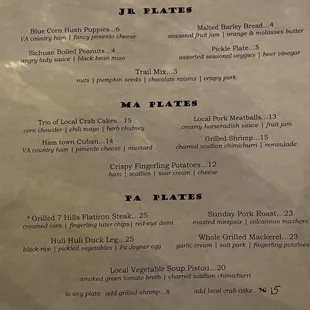 JR PLATES
Blue Corn Hush Puppies...6
VA country ham | fancy pimento cheese
Malted Barley Bread...4
seasonal fruit jam | orange & molasses butter
Sichuan Boiled Peanuts...4
angry lady sauce | black bean miso
Pickle Plate...5
assorted seasonal veggies | beer vinegar
Trail Mix...3
nuts | pumpkin seeds | chocolate raisins | crispy pork
MA PLATES
Trio of Local Crab Cakes...15
corn chowder | chili mayo | herb chutney
Local Pork Meatballs...13
creamy horseradish sauce | fruit jam
Ham town Cuban...14
VA country ham | pimento cheese | mustard
Grilled Shrimp...15
charred scallion chimichurri | remoulade
Crispy Fingerling Potatoes...12
ham | scallion | sour cream | cheese
PA PLATES
*Grilled 7 Hills Flatiron Steak...25
creamed corn | fingerling tater chips | red-eye demi
Sunday Pork Roast...23
roasted mirepoix | colcannon mushers
Huli Huli Duck Leg...25
black rice | pickled vegetables | Pa Joyner egg
Whole Grilled Mackerel...23
garlic cream | salt pork | fingerling potatoes
Local Vegetable Soup Pistou...20
smoked green tomato broth | charred scallion chimichurri
to any plate: add grilled shrimp...8 add local crab cake... 15